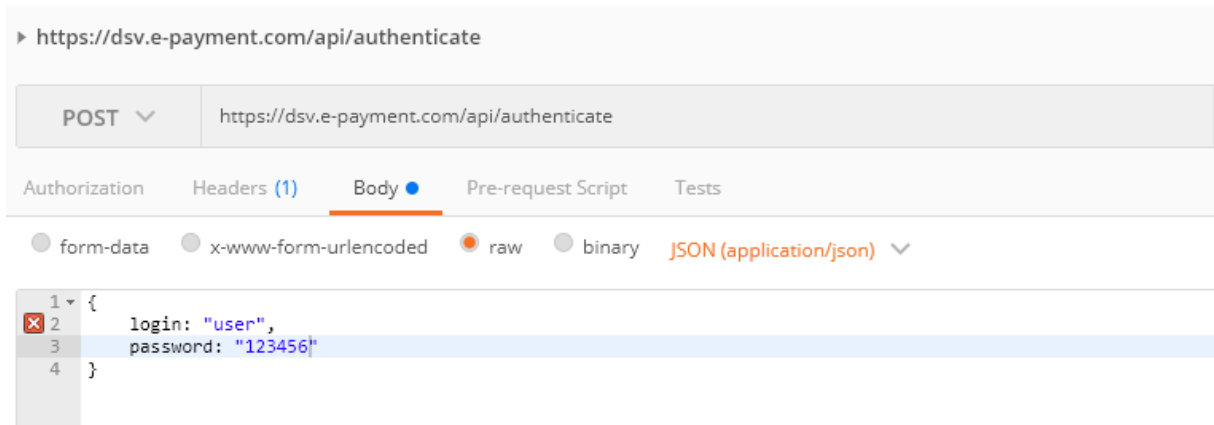 https://dsv.e-payment.com/api/authenticate
POST https://dsv.e-payment.com/api/authenticate
Authorization Headers (1) Body Pre-request Script Tests
form-data x-www-form-urlencoded raw binary JSON (application/json)
1 {
2 login: "user",
3 password: "123456"
4 }